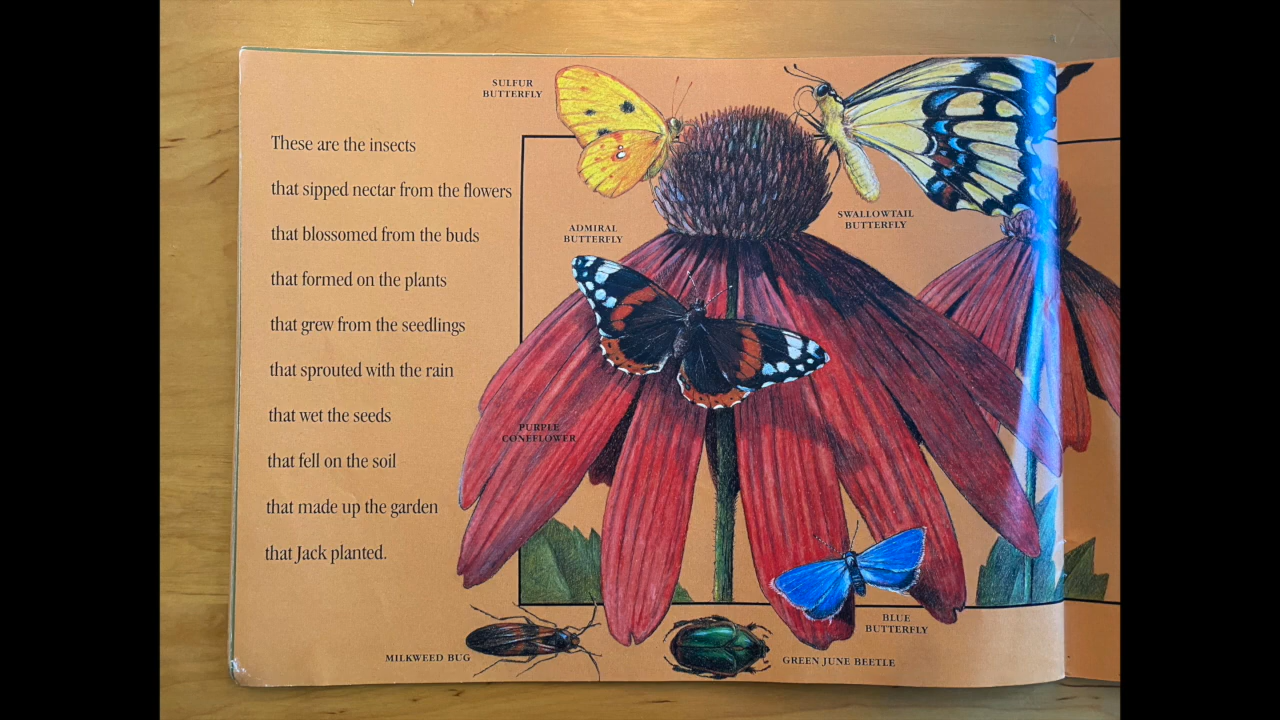 These are the insects
that sipped nectar from the flowers
that blossomed from the buds
that formed on the plants
that grew from the seedlings
that sprouted with the rain
that wet the seeds
that fell on the soil
that made up the garden
that Jack planted.
SULFUR
BUTTERFLY
SWALLOWTAIL
BUTTERFLY
ADMIRAL
BUTTERFLY
PURPLE
CONEFLOWER
BLUE
BUTTERFLY
MILKWEED BUG
GREEN JUNE BEETLE